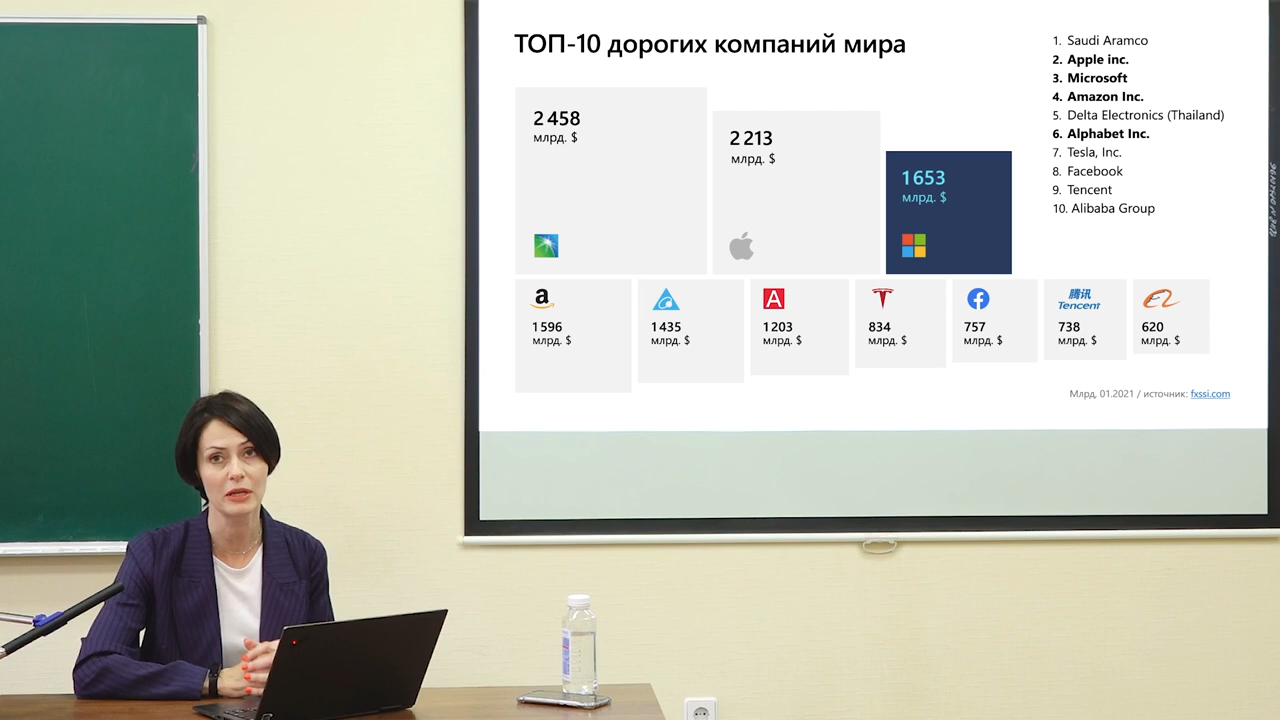 ТОП-10 дорогих компаний мира
2 458
млрд. $
2 213
млрд. $
1653
млрд. $
a
1596
млрд. $
1435
млрд. $
A
1203
млрд. $
834
млрд. $
757
млрд. $
腾讯
Tencent
738
млрд. $
620
млрд. $
1. Saudi Aramco
2. Apple inc.
3. Microsoft
4. Amazon Inc.
5. Delta Electronics (Thailand)
6. Alphabet Inc.
7. Tesla, Inc.
8. Facebook
9. Tencent
10. Alibaba Group
Млрд, 01.2021 / источник: fxssi.com